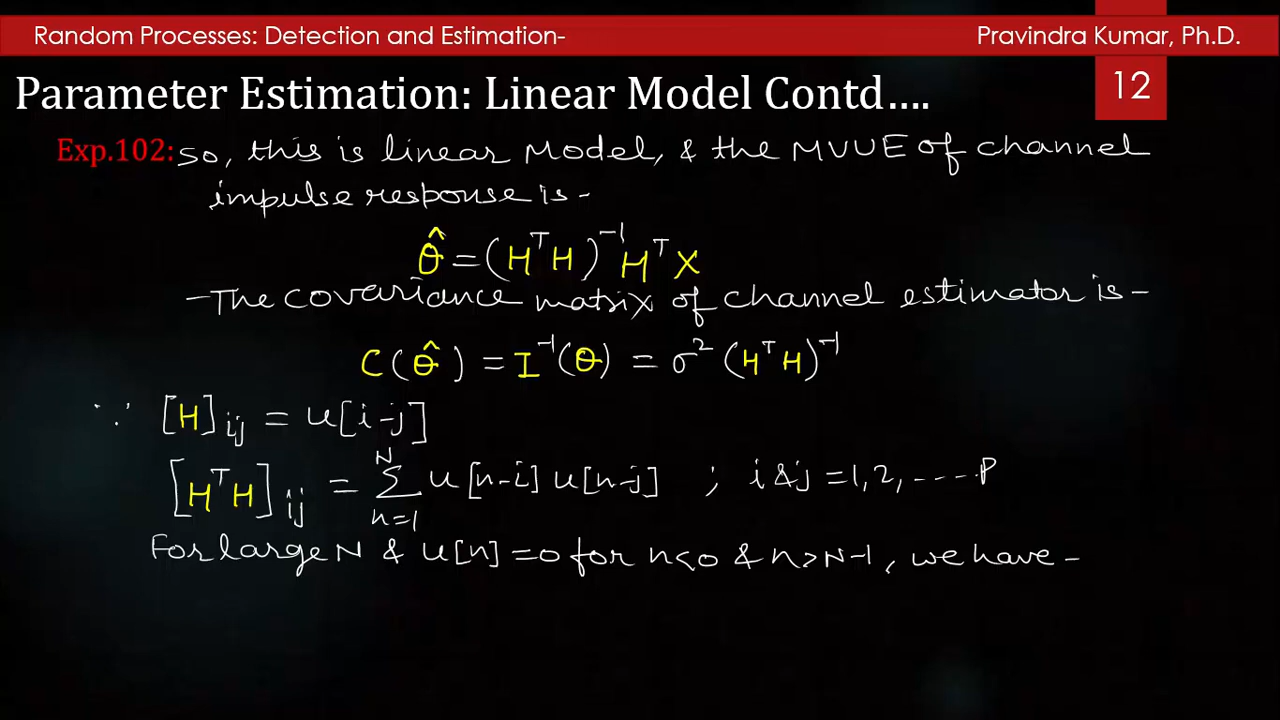 Random Processes: Detection and Estimation- Pravindra Kumar, Ph.D.
Parameter Estimation: Linear Model Contd.... 12
Exp.102: So, this is linear Model, & the MVUE of channel
impulse response is-
θ̂ = (HᵀH)⁻¹HᵀX
-The covariance matrix of channel estimator is-
C(θ̂) = I⁻¹(θ) = σ²(HᵀH)⁻¹
∵ [H]ij = u[i-j]
[HᵀH]ij = Σ_{n=1}^{N} u[n-i] u[n-j] ; i & j = 1, 2, ----P
For large N & u[n] = 0 for n<0 & n>N-1, we have-